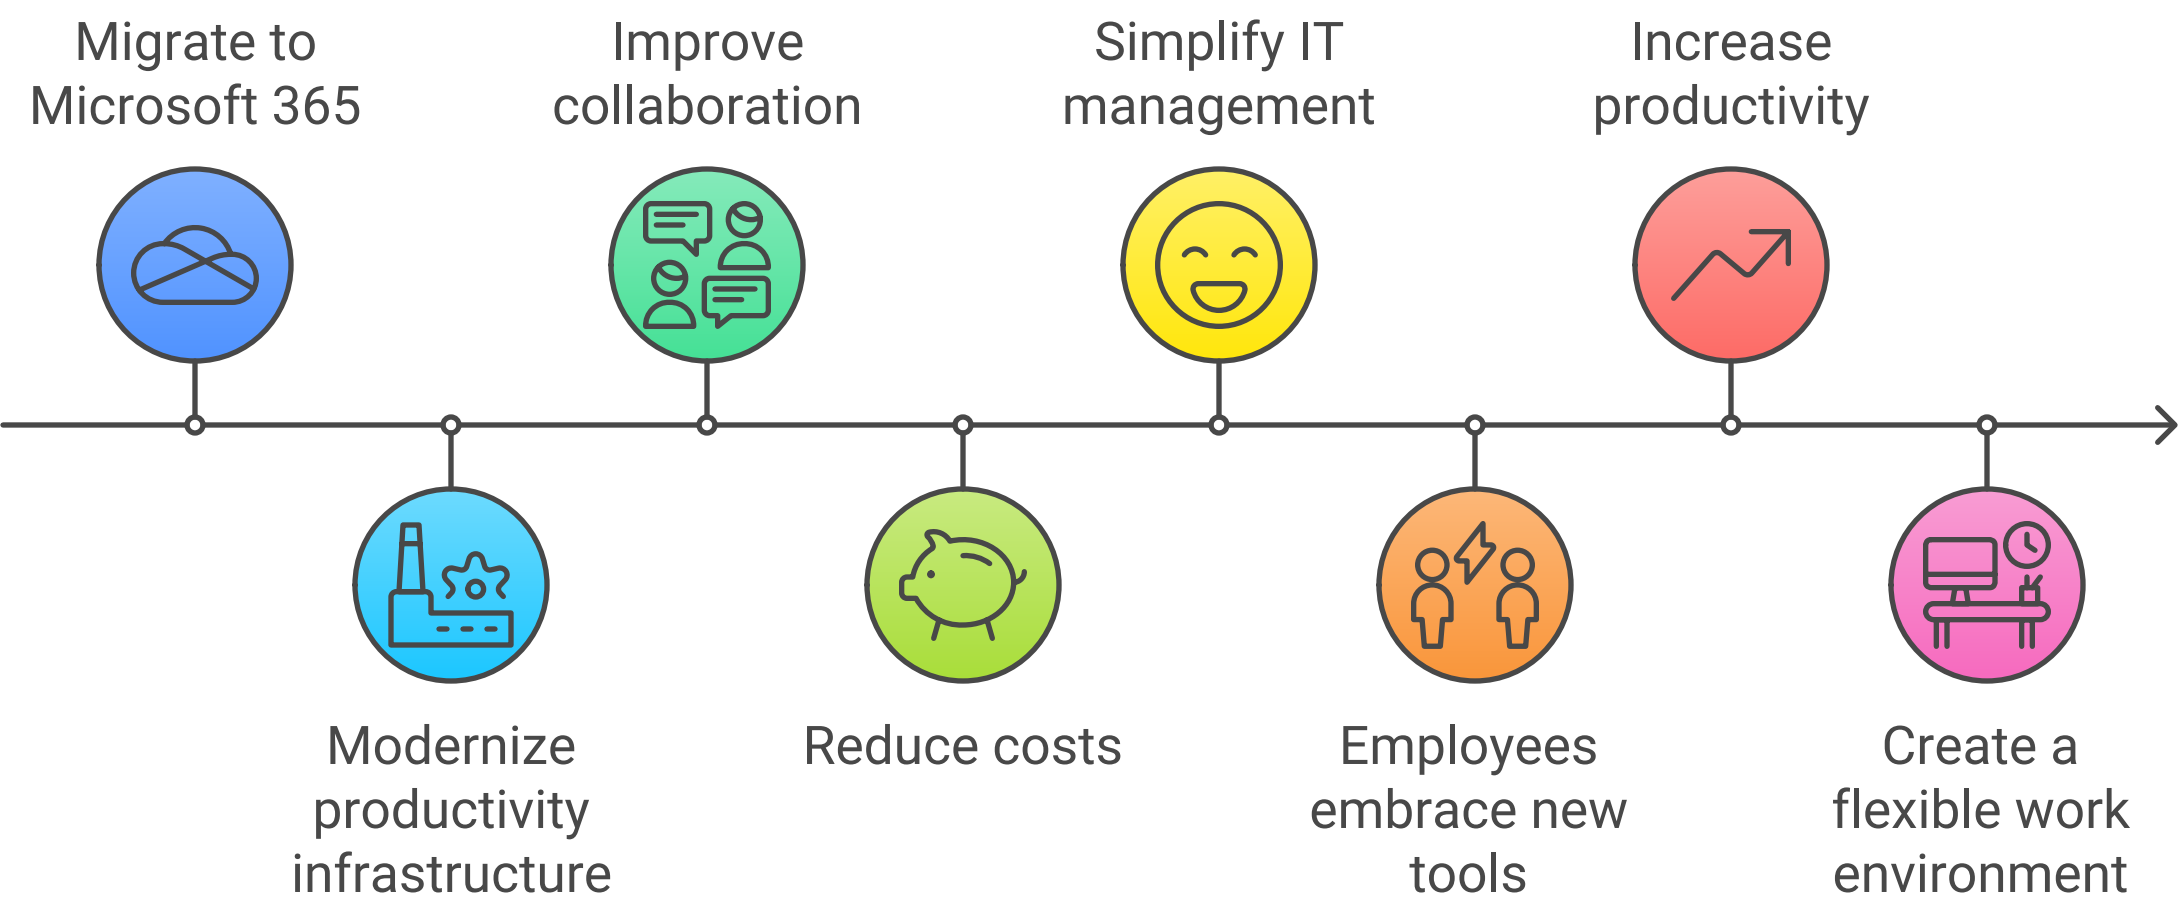 Migrate to
Microsoft 365
Modernize
productivity
infrastructure
Improve
collaboration
Reduce costs
Simplify IT
management
Employees
embrace new
tools
Increase
productivity
Create a
flexible work
environment